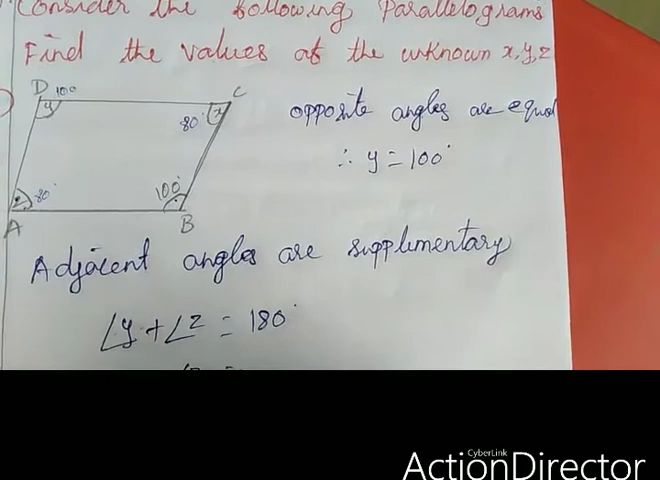 Consider the following Parallelograms
Find the values of the unknown x, y, z
D 100 C
y 80° x
opposite angles are equal
∴ y = 100°
80° 100°
A B
Adjacent angles are supplementary
∠y + ∠z = 180°
CyberLink
ActionDirector